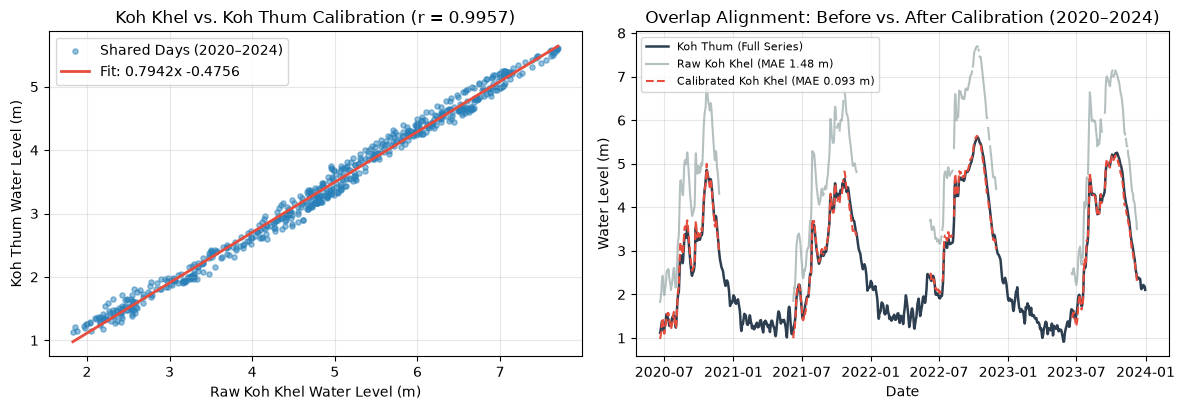 Koh Khel vs. Koh Thum Calibration (r = 0.9957)
Shared Days (2020–2024)
Fit: 0.7942x -0.4756
Koh Thum Water Level (m)
5
4
3
2
1
2
3
4
5
6
7
Raw Koh Khel Water Level (m)
Overlap Alignment: Before vs. After Calibration (2020–2024)
Koh Thum (Full Series)
Raw Koh Khel (MAE 1.48 m)
Calibrated Koh Khel (MAE 0.093 m)
Water Level (m)
8
7
6
5
4
3
2
1
2020-07
2021-01
2021-07
2022-01
2022-07
2023-01
2023-07
2024-01
Date